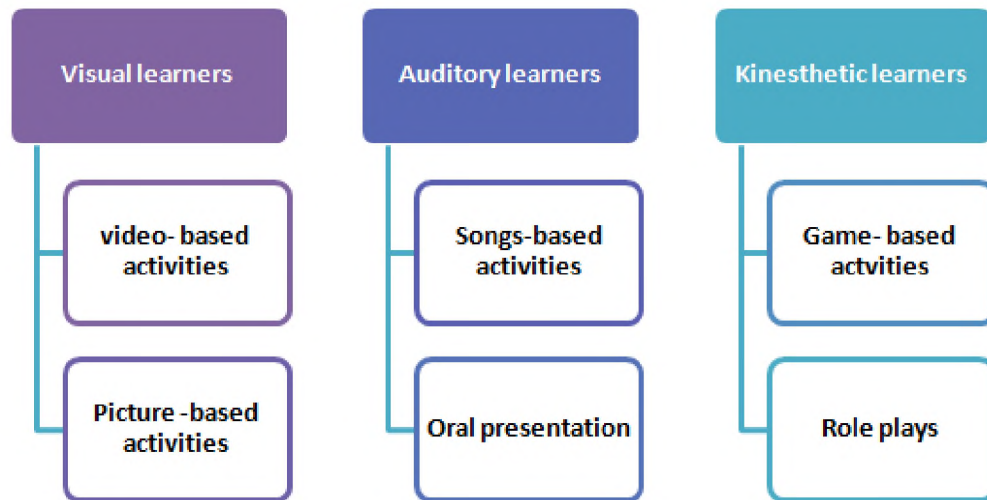 Visual learners
video- based
activities
Picture -based
activities
Auditory learners
Songs-based
activities
Oral presentation
Kinesthetic learners
Game- based
actvities
Role plays